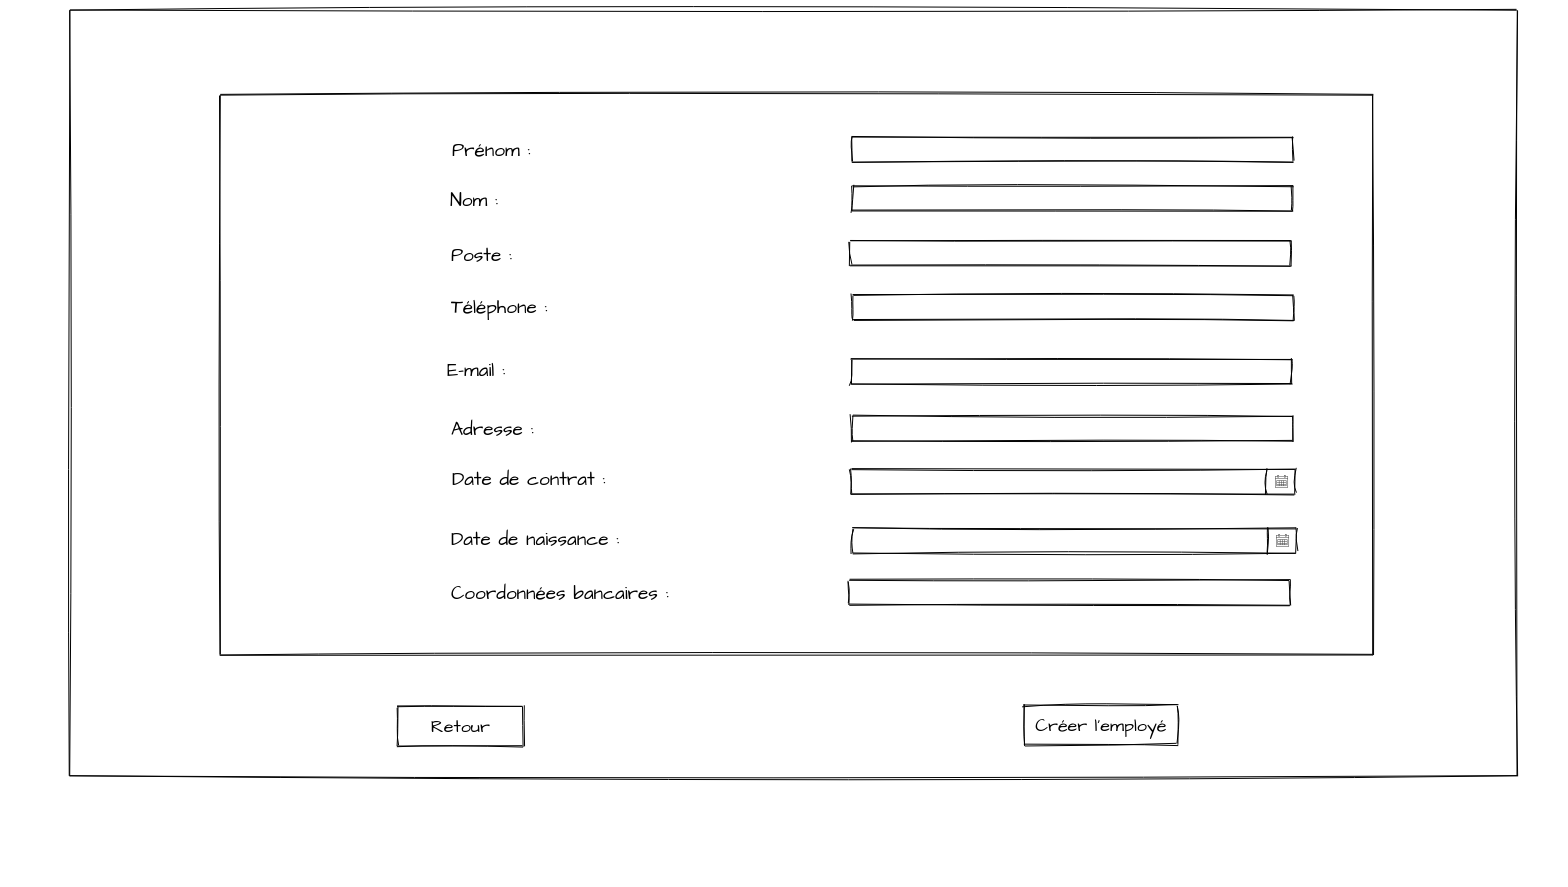 Prénom :
Nom :
Poste :
Téléphone :
E-mail :
Adresse :
Date de contrat :
Date de naissance :
Coordonnées bancaires :
Retour
Créer l'employé